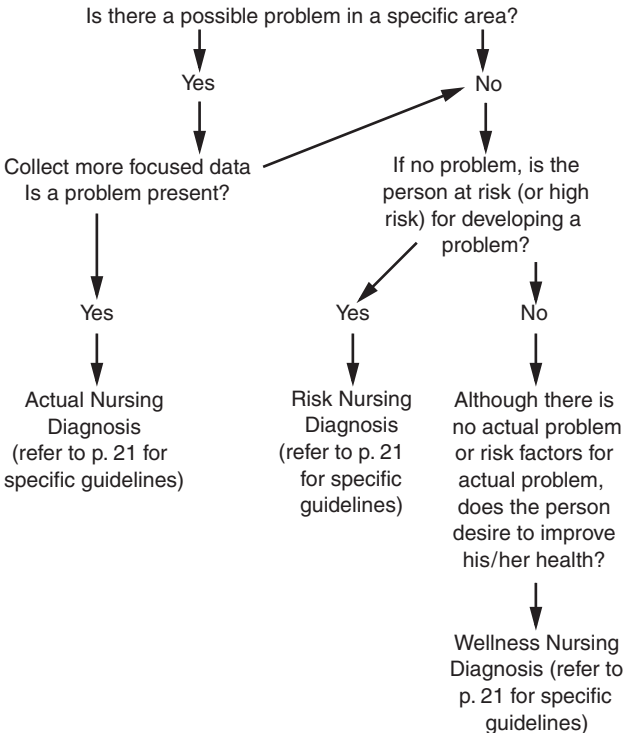 Is there a possible problem in a specific area?
Yes
No
Collect more focused data
Is a problem present?
If no problem, is the
person at risk (or high
risk) for developing a
problem?
Yes
Yes
No
Actual Nursing
Diagnosis
(refer to p. 21 for
specific guidelines)
Risk Nursing
Diagnosis
(refer to p. 21
for specific
guidelines)
Although there is
no actual problem
or risk factors for
actual problem,
does the person
desire to improve
his/her health?
Wellness Nursing
Diagnosis (refer to
p. 21 for specific
guidelines)